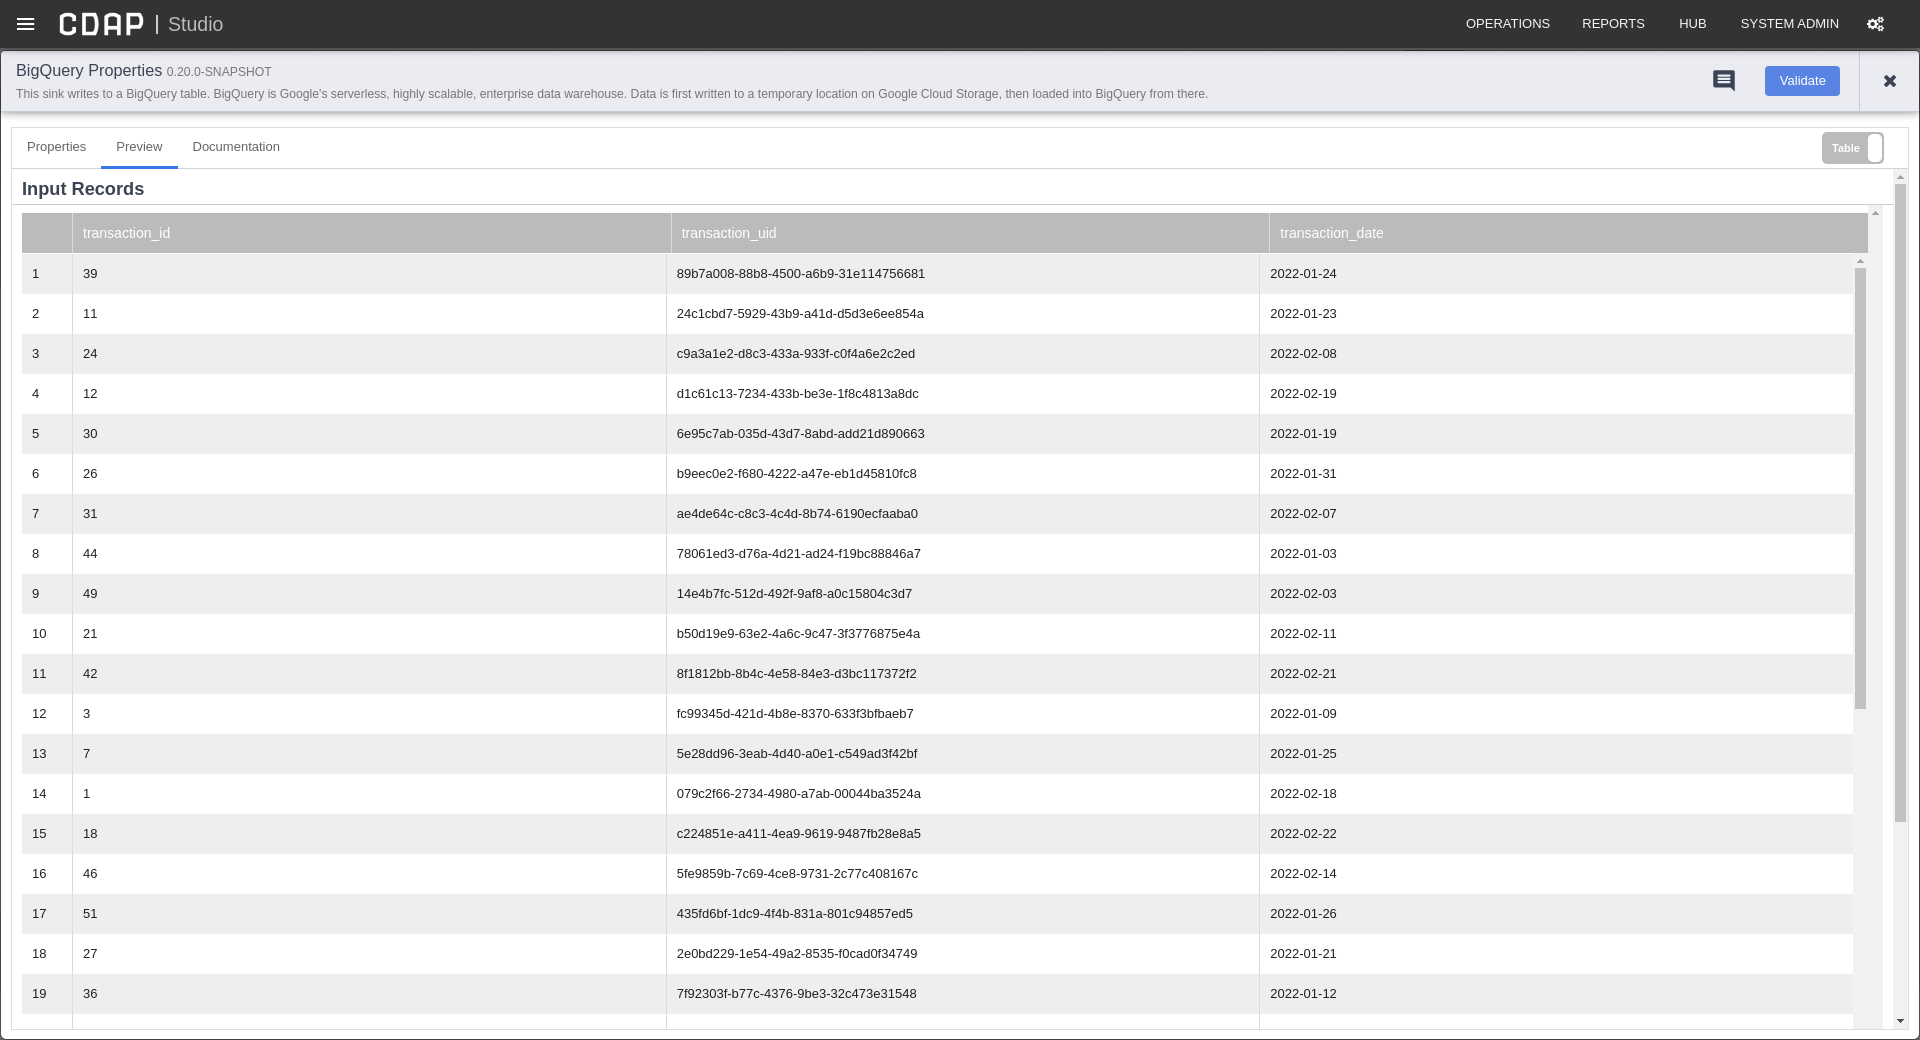 CDAP | Studio OPERATIONS REPORTS HUB SYSTEM ADMIN
BigQuery Properties 0.20.0-SNAPSHOT
This sink writes to a BigQuery table. BigQuery is Google's serverless, highly scalable, enterprise data warehouse. Data is first written to a temporary location on Google Cloud Storage, then loaded into BigQuery from there.
Validate
Properties Preview Documentation Table
Input Records
transaction_id transaction_uid transaction_date
1 39 89b7a008-88b8-4500-a6b9-31e114756681 2022-01-24
2 11 24c1cbd7-5929-43b9-a41d-d5d3e6ee854a 2022-01-23
3 24 c9a3a1e2-d8c3-433a-933f-c0f4a6e2c2ed 2022-02-08
4 12 d1c61c13-7234-433b-be3e-1f8c4813a8dc 2022-02-19
5 30 6e95c7ab-035d-43d7-8abd-add21d890663 2022-01-19
6 26 b9eec0e2-f680-4222-a47e-eb1d45810fc8 2022-01-31
7 31 ae4de64c-c8c3-4c4d-8b74-6190ecfaaba0 2022-02-07
8 44 78061ed3-d76a-4d21-ad24-f19bc88846a7 2022-01-03
9 49 14e4b7fc-512d-492f-9af8-a0c15804c3d7 2022-02-03
10 21 b50d19e9-63e2-4a6c-9c47-3f3776875e4a 2022-02-11
11 42 8f1812bb-8b4c-4e58-84e3-d3bc117372f2 2022-02-21
12 3 fc99345d-421d-4b8e-8370-633f3bfbaeb7 2022-01-09
13 7 5e28dd96-3eab-4d40-a0e1-c549ad3f42bf 2022-01-25
14 1 079c2f66-2734-4980-a7ab-00044ba3524a 2022-02-18
15 18 c224851e-a411-4ea9-9619-9487fb28e8a5 2022-02-22
16 46 5fe9859b-7c69-4ce8-9731-2c77c408167c 2022-02-14
17 51 435fd6bf-1dc9-4f4b-831a-801c94857ed5 2022-01-26
18 27 2e0bd229-1e54-49a2-8535-f0cad0f34749 2022-01-21
19 36 7f92303f-b77c-4376-9be3-32c473e31548 2022-01-12